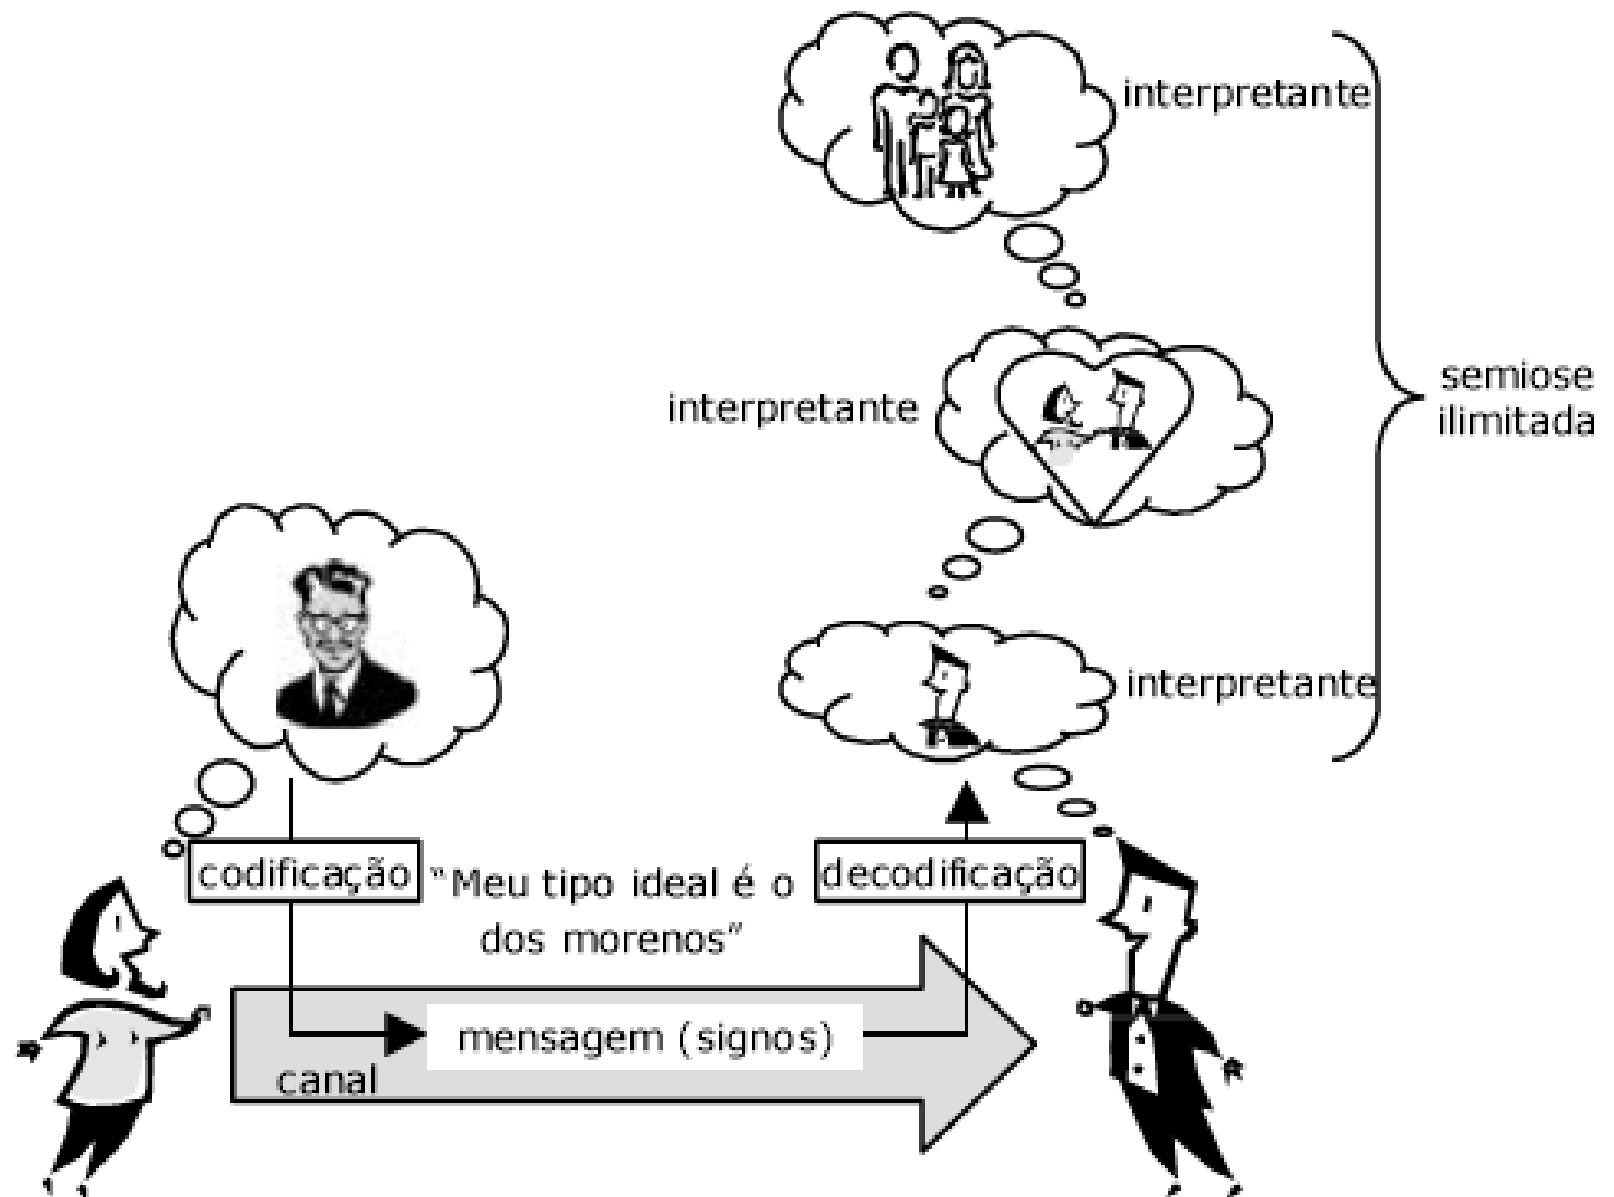 interpretante
interpretante
semiose
ilimitada
interpretante
codificação
"Meu tipo ideal é o
dos morenos"
decodificação
mensagem (signos)
canal